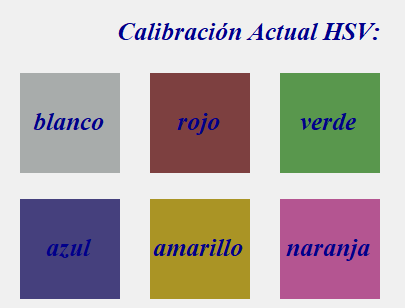 Calibración Actual HSV:
blanco rojo verde
azul amarillo naranja